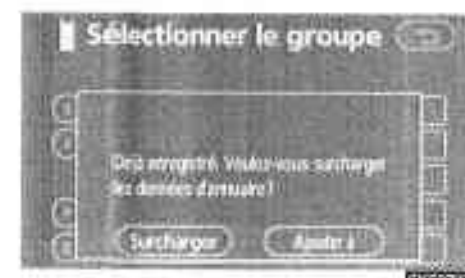 Sélectionner le groupe
Déjà enregistré. Voulez-vous surcharger
les données d'annuaire?
Surcharger
Ajouter à